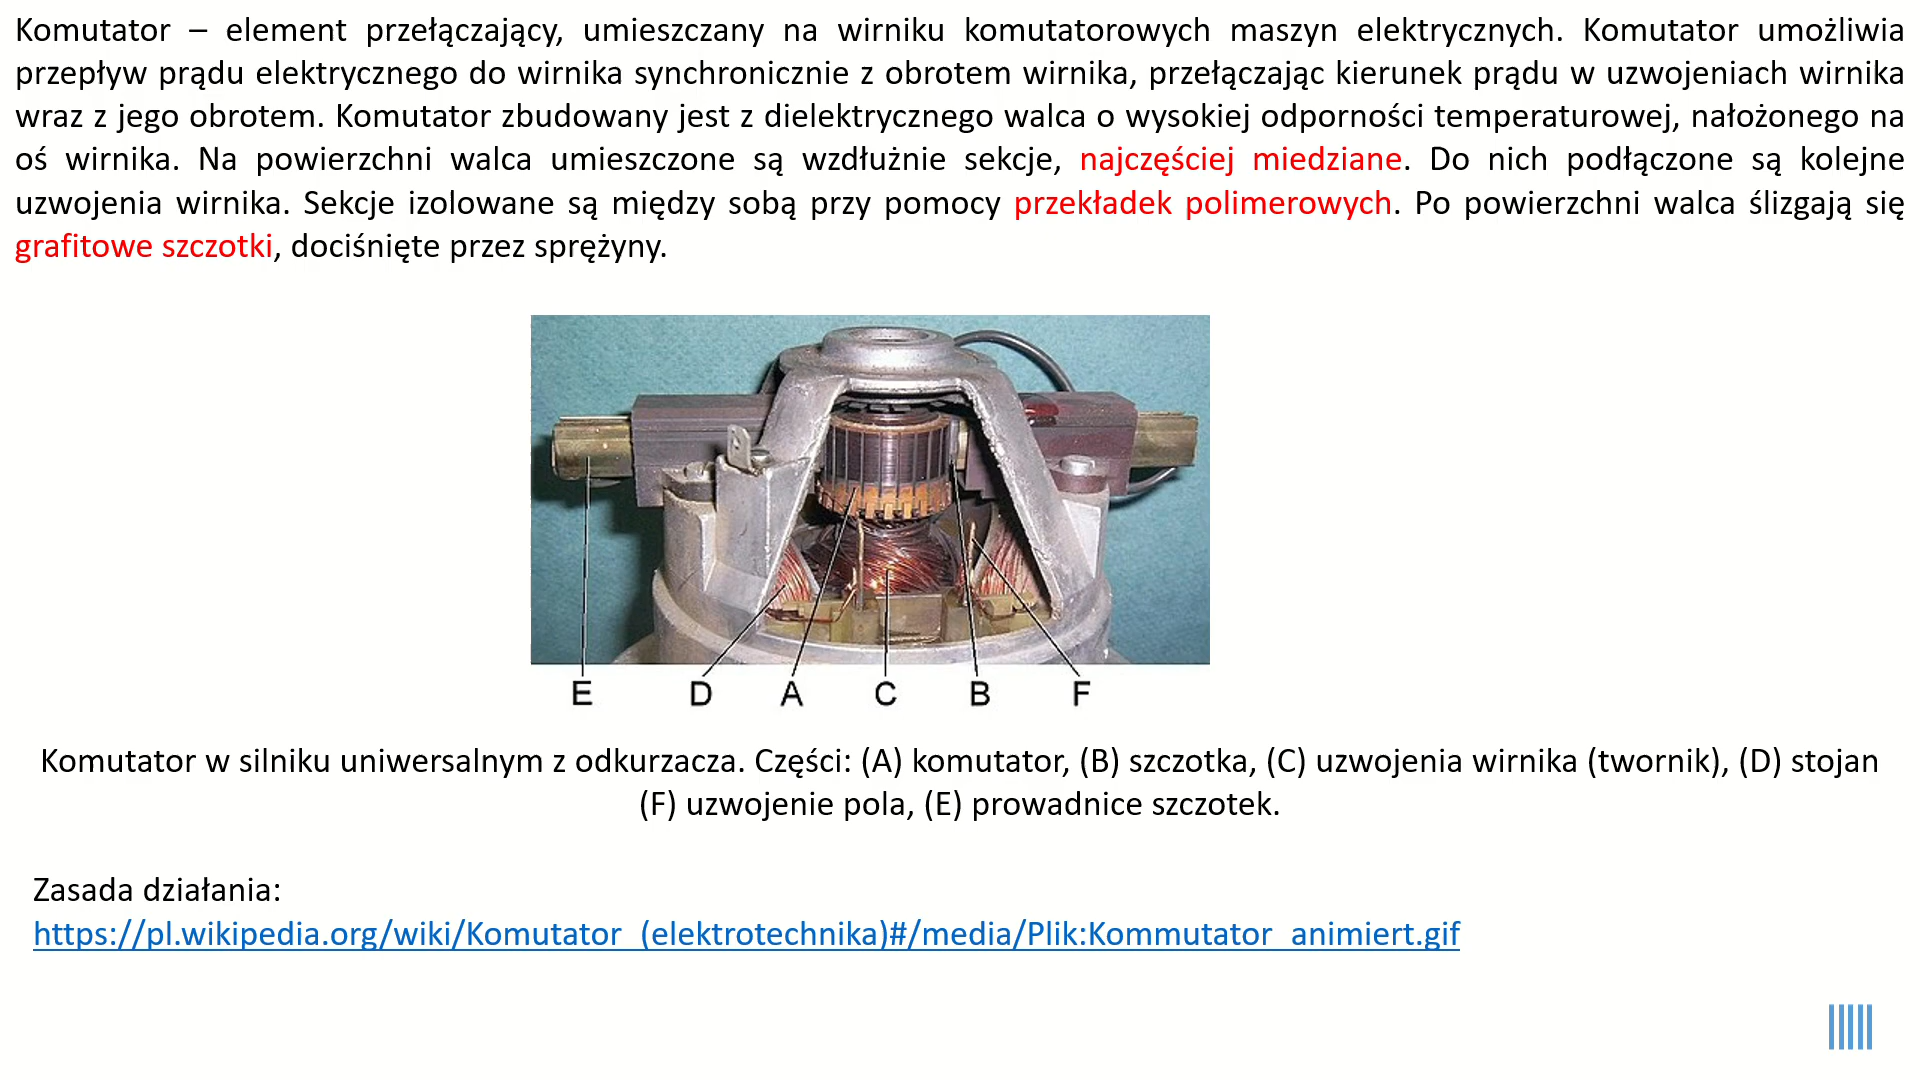 Komutator – element przełączający, umieszczany na wirniku komutatorowych maszyn elektrycznych. Komutator umożliwia
przepływ prądu elektrycznego do wirnika synchronicznie z obrotem wirnika, przełączając kierunek prądu w uzwojeniach wirnika
wraz z jego obrotem. Komutator zbudowany jest z dielektrycznego walca o wysokiej odporności temperaturowej, nałożonego na
oś wirnika. Na powierzchni walca umieszczone są wzdłużnie sekcje, najczęściej miedziane. Do nich podłączone są kolejne
uzwojenia wirnika. Sekcje izolowane są między sobą przy pomocy przekładek polimerowych. Po powierzchni walca ślizgają się
grafitowe szczotki, dociśnięte przez sprężyny.
E D A C B F
Komutator w silniku uniwersalnym z odkurzacza. Części: (A) komutator, (B) szczotka, (C) uzwojenia wirnika (twornik), (D) stojan
(F) uzwojenie pola, (E) prowadnice szczotek.
Zasada działania:
https://pl.wikipedia.org/wiki/Komutator_(elektrotechnika)#/media/Plik:Kommutator_animiert.gif